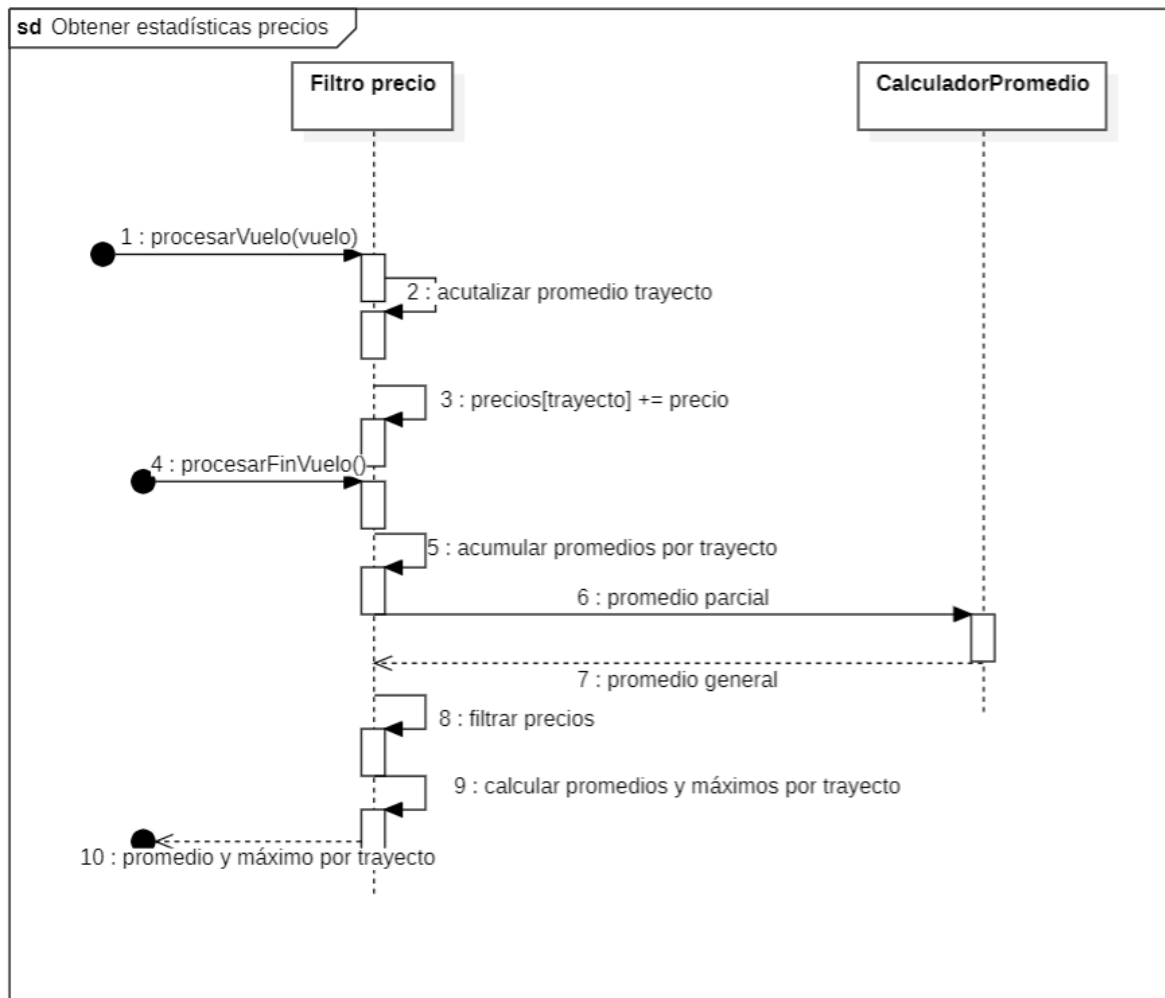 sd Obtener estadísticas precios
Filtro precio
CalculadorPromedio
1 : procesarVuelo(vuelo)
2 : acutalizar promedio trayecto
3 : precios[trayecto] += precio
4 : procesarFinVuelo()
5 : acumular promedios por trayecto
6 : promedio parcial
7 : promedio general
8 : filtrar precios
9 : calcular promedios y máximos por trayecto
10 : promedio y máximo por trayecto